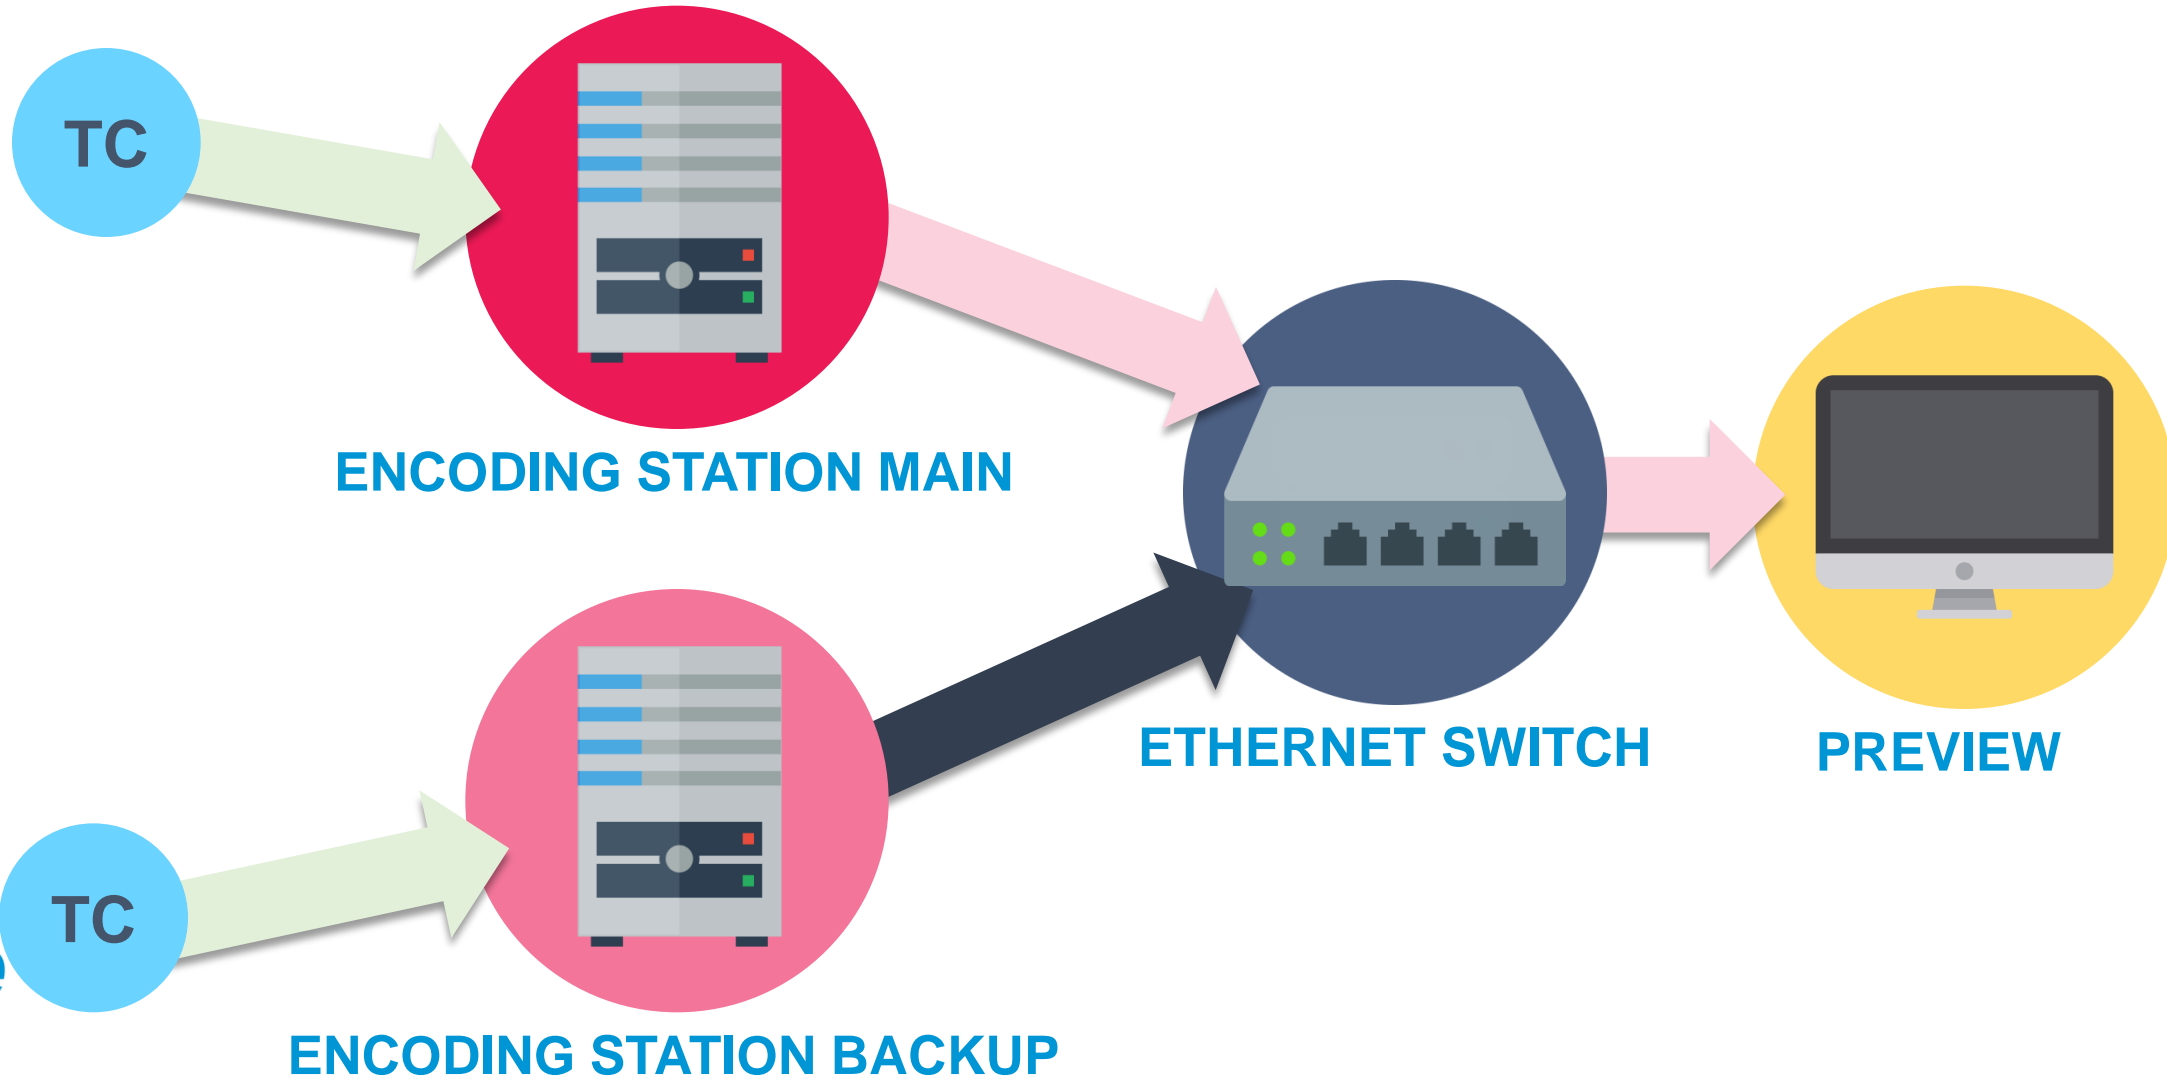 TC
ENCODING STATION MAIN
ETHERNET SWITCH
PREVIEW
TC
ENCODING STATION BACKUP